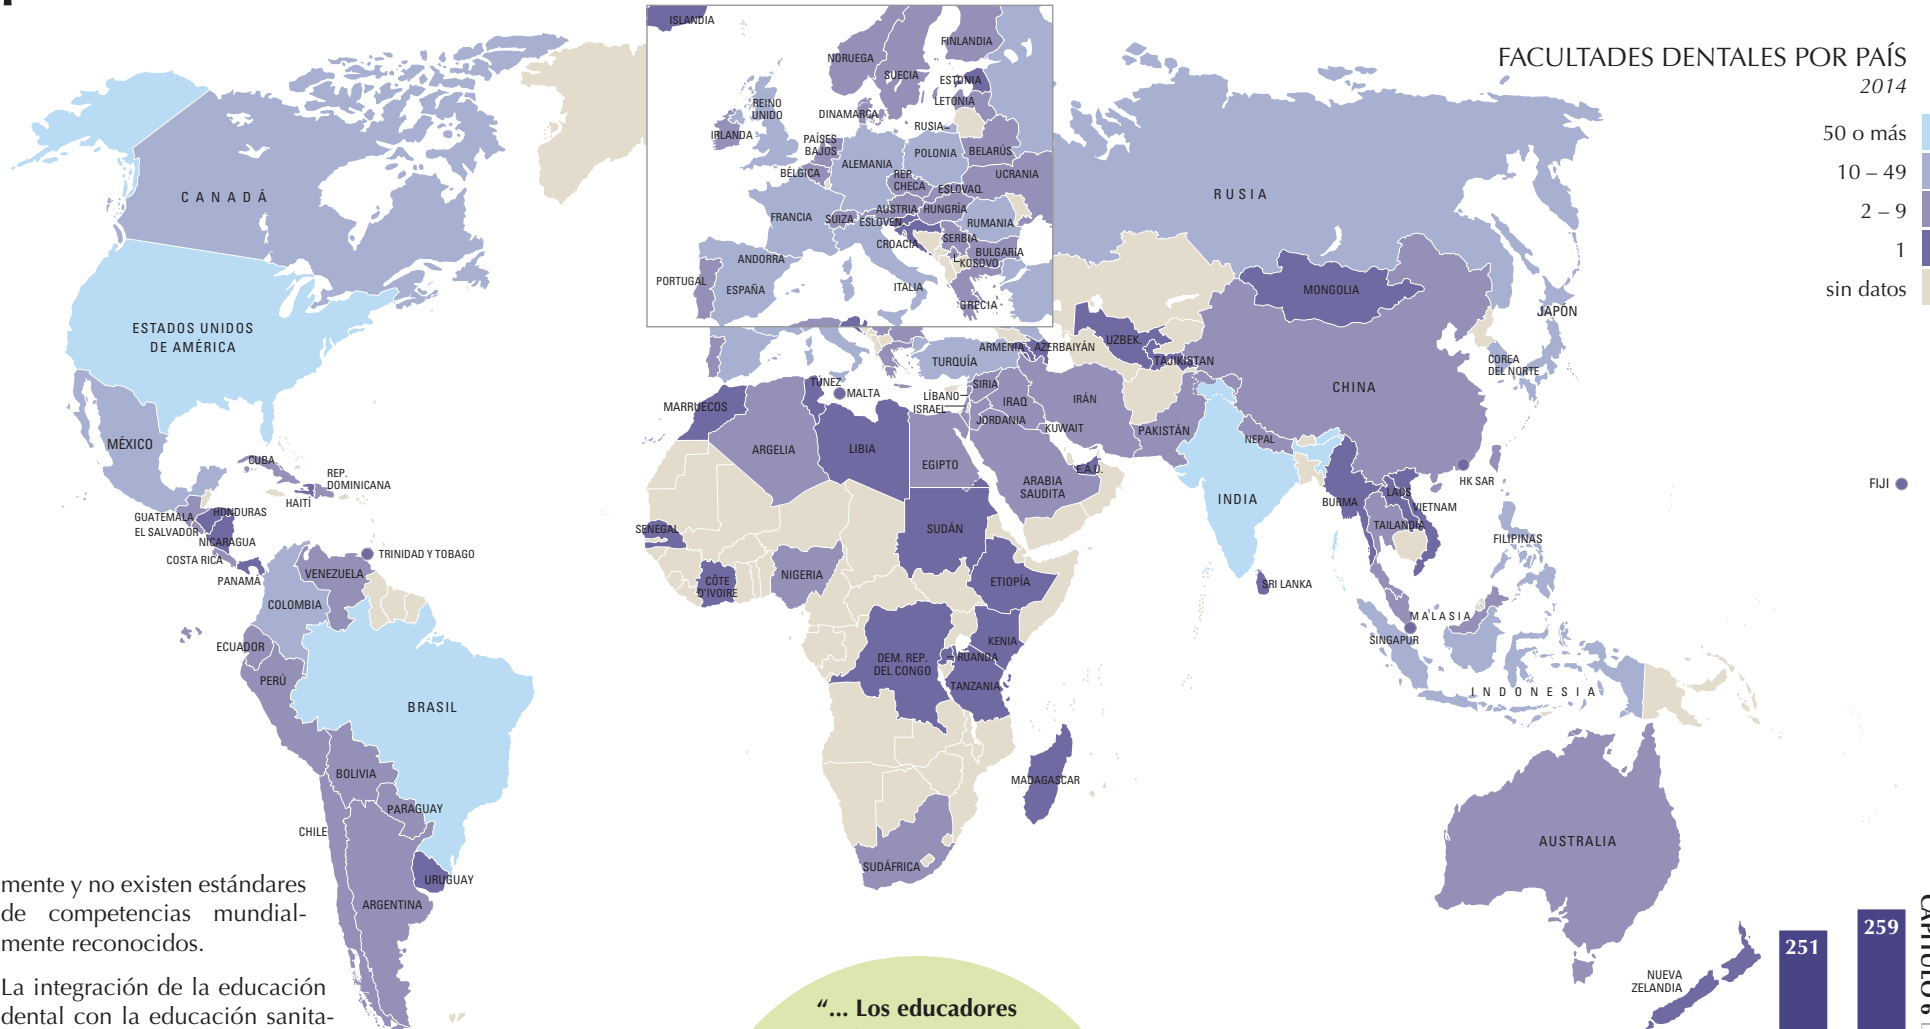 FACULTADES DENTALES POR PAÍS
2014
50 o más
10 – 49
2 – 9
1
sin datos
ISLANDIA
NORUEGA
SUECIA
FINLANDIA
ESTONIA
LETONIA
DINAMARCA
RUSIA
REINO
UNIDO
IRLANDA
PAÍSES
BAJOS
BÉLGICA
ALEMANIA
POLONIA
BELARÚS
UCRANIA
REP.
CHECA
ESLOVAQ.
AUSTRIA
HUNGRÍA
FRANCIA
SUIZA
ESLOVEN.
RUMANIA
CROACIA
SERBIA
BULGARIA
KOSOVO
ANDORRA
PORTUGAL
ESPAÑA
ITALIA
GRECIA
CANADÁ
ESTADOS UNIDOS
DE AMÉRICA
MÉXICO
CUBA
REP.
DOMINICANA
HAITÍ
GUATEMALA
HONDURAS
EL SALVADOR
NICARAGUA
COSTA RICA
PANAMÁ
TRINIDAD Y TOBAGO
VENEZUELA
COLOMBIA
ECUADOR
PERÚ
BRASIL
BOLIVIA
PARAGUAY
CHILE
URUGUAY
ARGENTINA
RUSIA
MONGOLIA
JAPÓN
COREA
DEL NORTE
CHINA
UZBEK.
TAJIKISTAN
ARMENIA
AZERBAIYÁN
TURQUÍA
TÚNEZ
MALTA
MARRUECOS
LÍBANO
ISRAEL
SIRIA
IRAQ
JORDANIA
KUWAIT
IRÁN
PAKISTÁN
NEPAL
ARGELIA
LIBIA
EGIPTO
ARABIA
SAUDITA
E.A.U.
INDIA
BURMA
LAOS
VIETNAM
TAILANDIA
HK SAR
FIJI
FILIPINAS
SENEGAL
CÔTE
D'IVOIRE
NIGERIA
SUDÁN
ETIOPÍA
SRI LANKA
MALASIA
SINGAPUR
INDONESIA
DEM. REP.
DEL CONGO
KENIA
RUANDA
TANZANIA
MADAGASCAR
SUDÁFRICA
AUSTRALIA
NUEVA
ZELANDIA
251
259
CAPÍTULO 6
mente y no existen estándares
de competencias mundial-
mente reconocidos.
La integración de la educación
dental con la educación sanita-
“... Los educadores